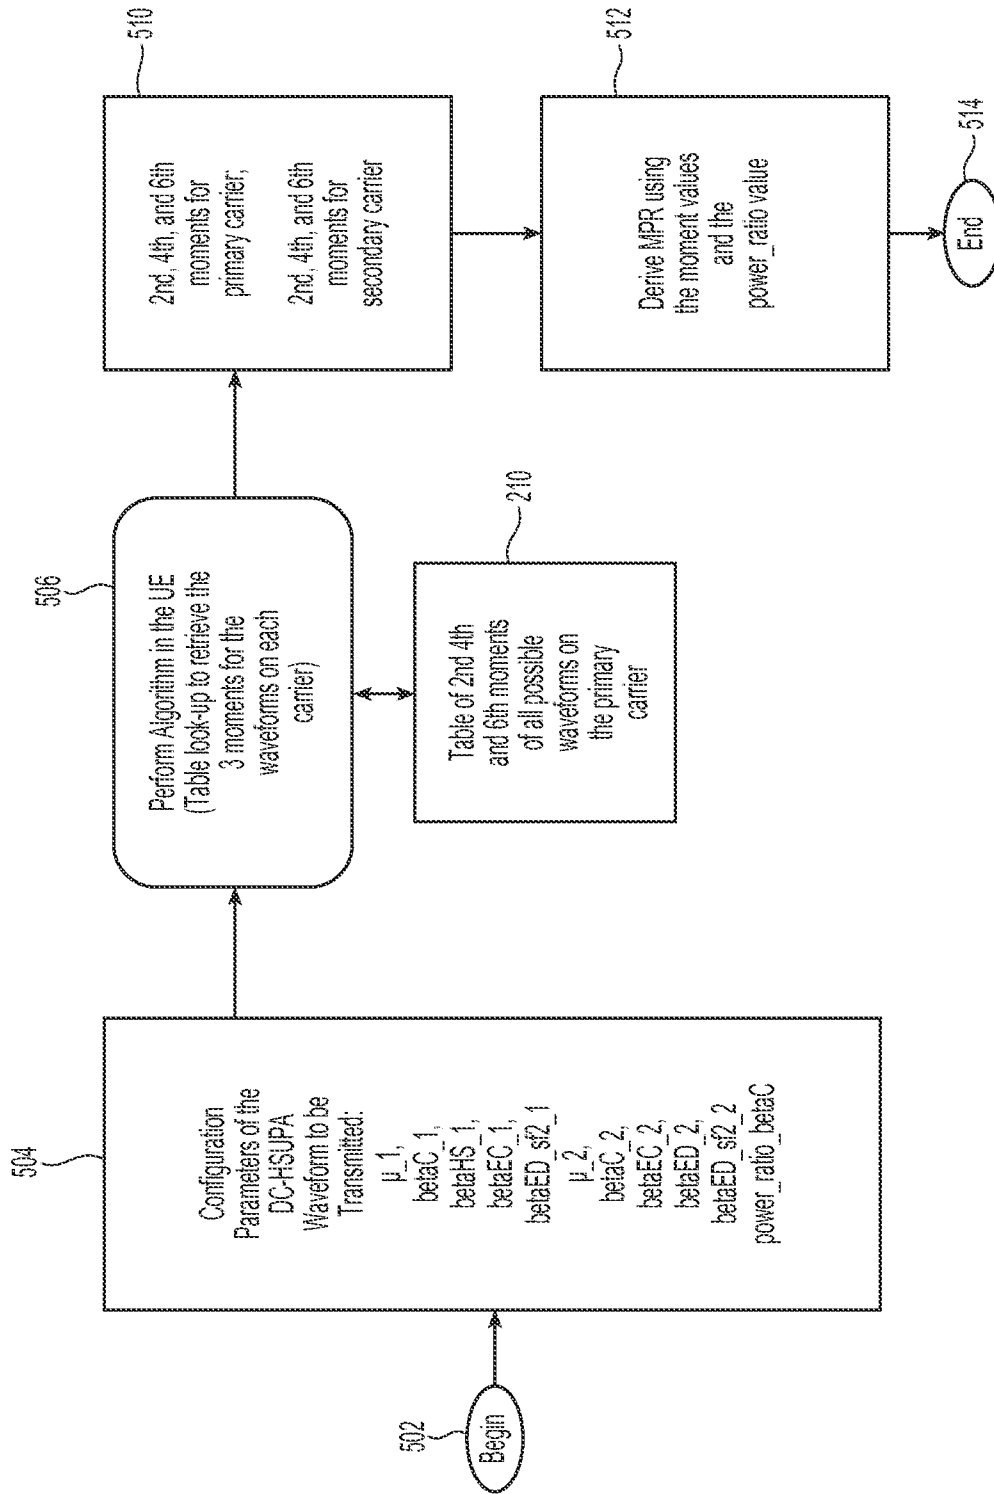 502
Begin
504
Configuration
Parameters of the
DC-HSUPA
Waveform to be
Transmitted:
μ_1,
betaC_1,
betaHS_1,
betaEC_1,
betaED_sf2_1
μ_2,
betaC_2,
betaEC_2,
betaED_2,
betaED_sf2_2
power_ratio_betaC
506
Perform Algorithm in the UE
(Table look-up to retrieve the
3 moments for the
waveforms on each
carrier)
210
Table of 2nd 4th
and 6th moments
of all possible
waveforms on
the primary
carrier
510
2nd, 4th, and 6th
moments for
primary carrier;
2nd, 4th, and 6th
moments for
secondary carrier
512
Derive MPR using
the moment values
and the
power_ratio value
514
End